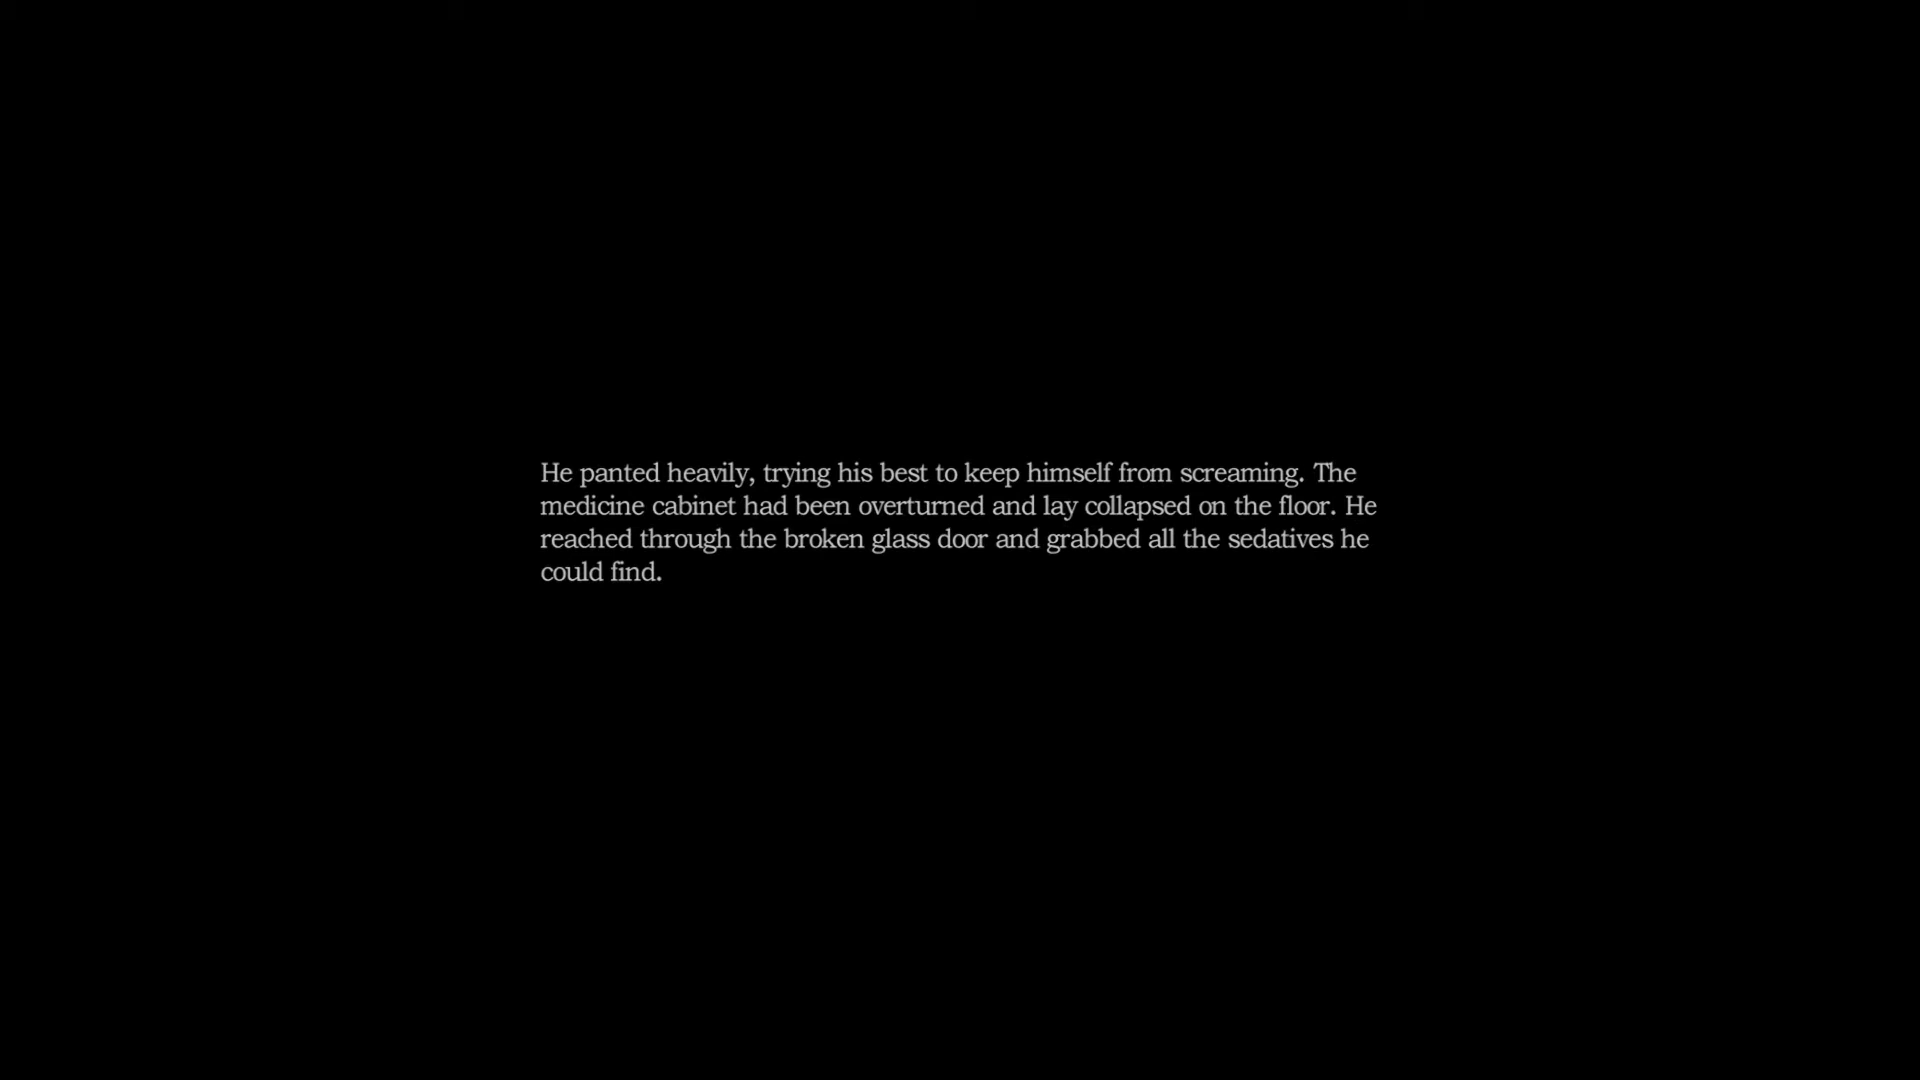 He panted heavily, trying his best to keep himself from screaming. The
medicine cabinet had been overturned and lay collapsed on the floor. He
reached through the broken glass door and grabbed all the sedatives he
could find.